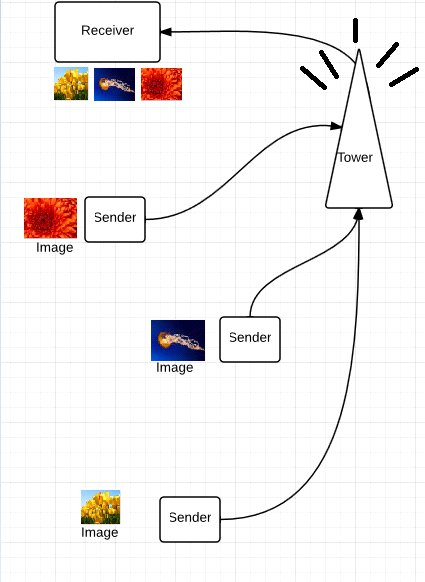 Receiver
Tower
Sender
Image
Sender
Image
Sender
Image